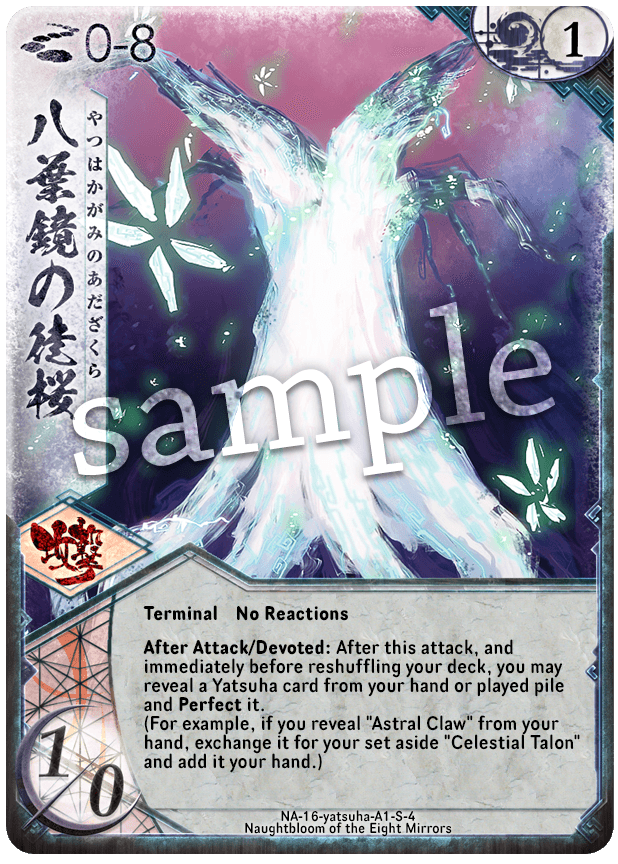 0-8
1
八葉鏡の徒桜
やつはかがみのあだざくら
sample
攻撃
Terminal No Reactions
After Attack/Devoted: After this attack, and
immediately before reshuffling your deck, you may
reveal a Yatsuha card from your hand or played pile
and Perfect it.
(For example, if you reveal "Astral Claw" from your
hand, exchange it for your set aside "Celestial Talon"
and add it your hand.)
1/0
NA-16-yatsuha-A1-S-4
Naughtbloom of the Eight Mirrors